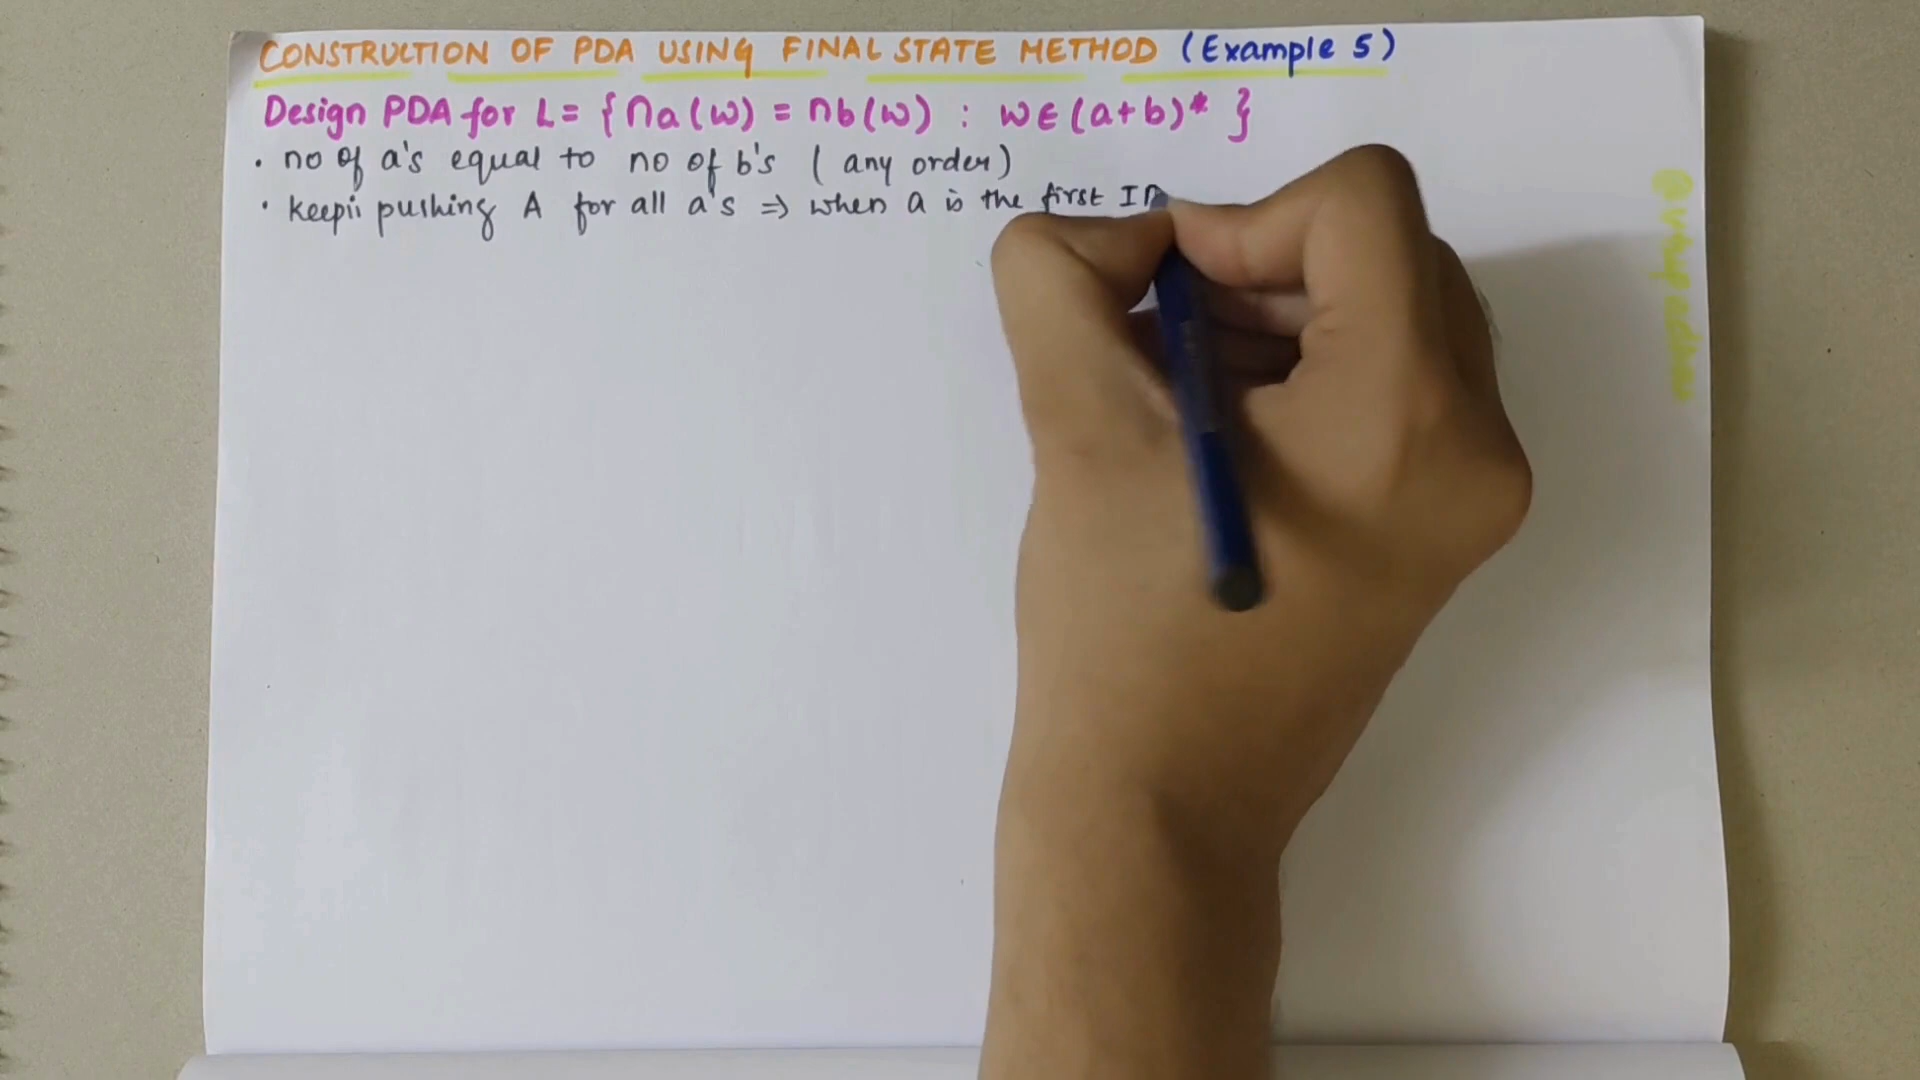 CONSTRUCTION OF PDA USING FINAL STATE METHOD (Example 5)
Design PDA for L = { na(w) = nb(w) : w ∈ (a+b)* }
• no of a's equal to no of b's (any order)
• keepii pushing A for all a's ⇒ when a is the first